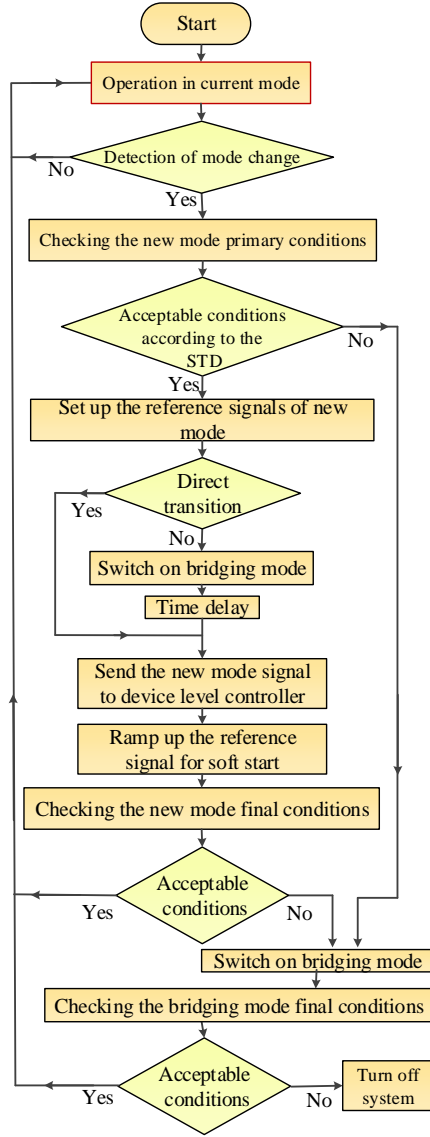 Start
Operation in current mode
Detection of mode change
No
Yes
Checking the new mode primary conditions
Acceptable conditions
according to the
STD
No
Yes
Set up the reference signals of new
mode
Direct
transition
Yes
No
Switch on bridging mode
Time delay
Send the new mode signal
to device level controller
Ramp up the reference
signal for soft start
Checking the new mode final conditions
Acceptable
conditions
Yes
No
Switch on bridging mode
Checking the bridging mode final conditions
Acceptable
conditions
Yes
No
Turn off
system